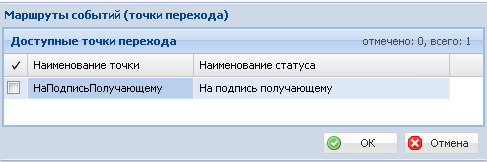 Маршруты событий (точки перехода)
Доступные точки перехода отмечено: 0, всего: 1
✓ Наименование точки Наименование статуса
НаПодписьПолучающему На подпись получающему
ОК Отмена